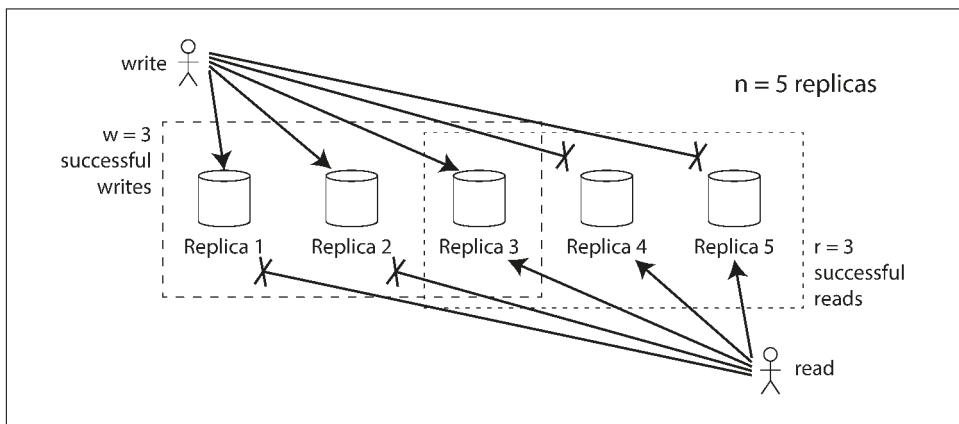 write
n = 5 replicas
w = 3
successful
writes
Replica 1
Replica 2
Replica 3
Replica 4
Replica 5
r = 3
successful
reads
read